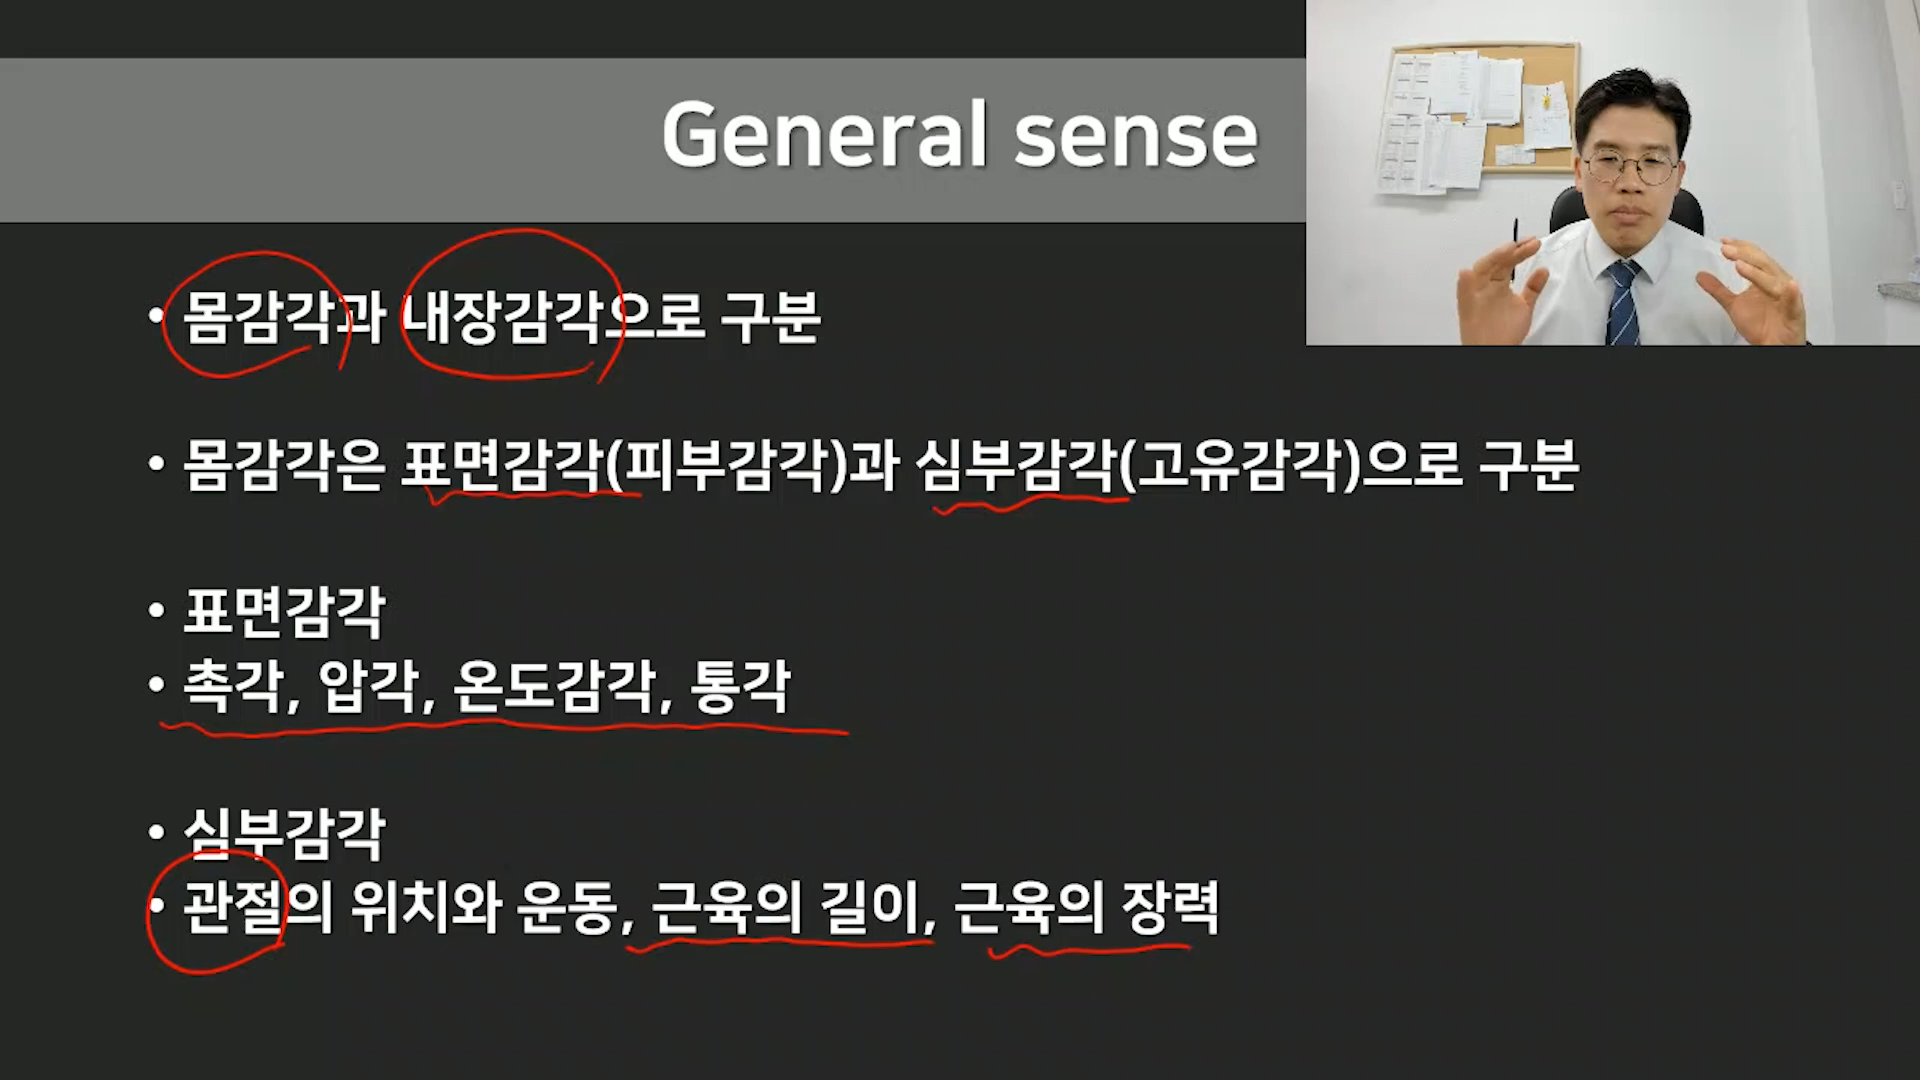 General sense
• 몸감각과 내장감각으로 구분
• 몸감각은 표면감각(피부감각)과 심부감각(고유감각)으로 구분
• 표면감각
• 촉각, 압각, 온도감각, 통각
• 심부감각
• 관절의 위치와 운동, 근육의 길이, 근육의 장력